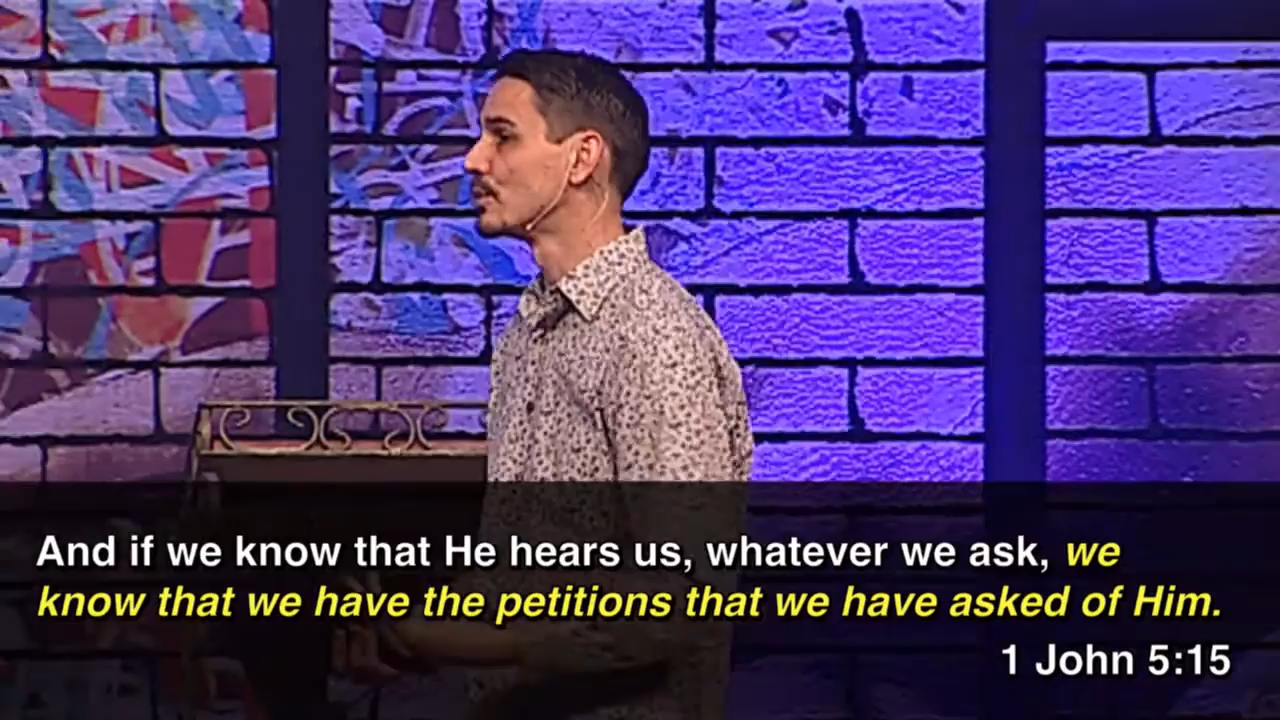 And if we know that He hears us, whatever we ask, we
know that we have the petitions that we have asked of Him.
1 John 5:15